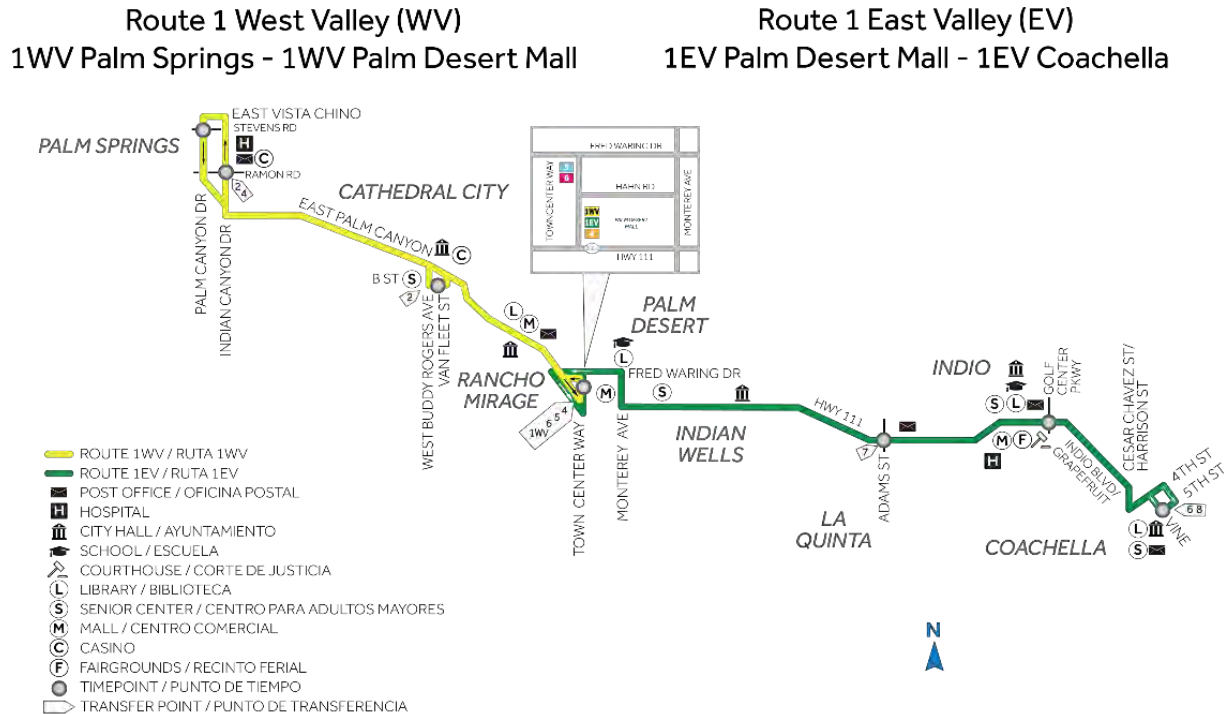 Route 1 West Valley (WV)
1WV Palm Springs - 1WV Palm Desert Mall
Route 1 East Valley (EV)
1EV Palm Desert Mall - 1EV Coachella
EAST VISTA CHINO
STEVENS RD
PALM SPRINGS
H
C
RAMON RD
2 4
PALM CANYON DR
INDIAN CANYON DR
CATHEDRAL CITY
EAST PALM CANYON
C
B ST
S
2
WEST BUDDY ROGERS AVE
VAN FLEET ST
L
M
RANCHO
MIRAGE
1WV 6 5 4
TOWN CENTER WAY
FRED WARING DR
TOWN CENTER WAY
6
HAHN RD
MONTEREY AVE
1WV
1EV
4
MALL
HWY 111
PALM
DESERT
L
FRED WARING DR
M
S
MONTEREY AVE
INDIAN
WELLS
HWY 111
7
ADAMS ST
LA
QUINTA
INDIO
S
L
GOLF
CENTER
PKWY
M
F
H
INDIO BLVD/
GRAPEFRUIT
CESAR CHAVEZ ST/
HARRISON ST
4TH ST
5TH ST
6 8
VINE
COACHELLA
L
S
ROUTE 1WV / RUTA 1WV
ROUTE 1EV / RUTA 1EV
POST OFFICE / OFICINA POSTAL
H HOSPITAL
CITY HALL / AYUNTAMIENTO
SCHOOL / ESCUELA
COURTHOUSE / CORTE DE JUSTICIA
L LIBRARY / BIBLIOTECA
S SENIOR CENTER / CENTRO PARA ADULTOS MAYORES
M MALL / CENTRO COMERCIAL
C CASINO
F FAIRGROUNDS / RECINTO FERIAL
TIMEPOINT / PUNTO DE TIEMPO
TRANSFER POINT / PUNTO DE TRANSFERENCIA
N